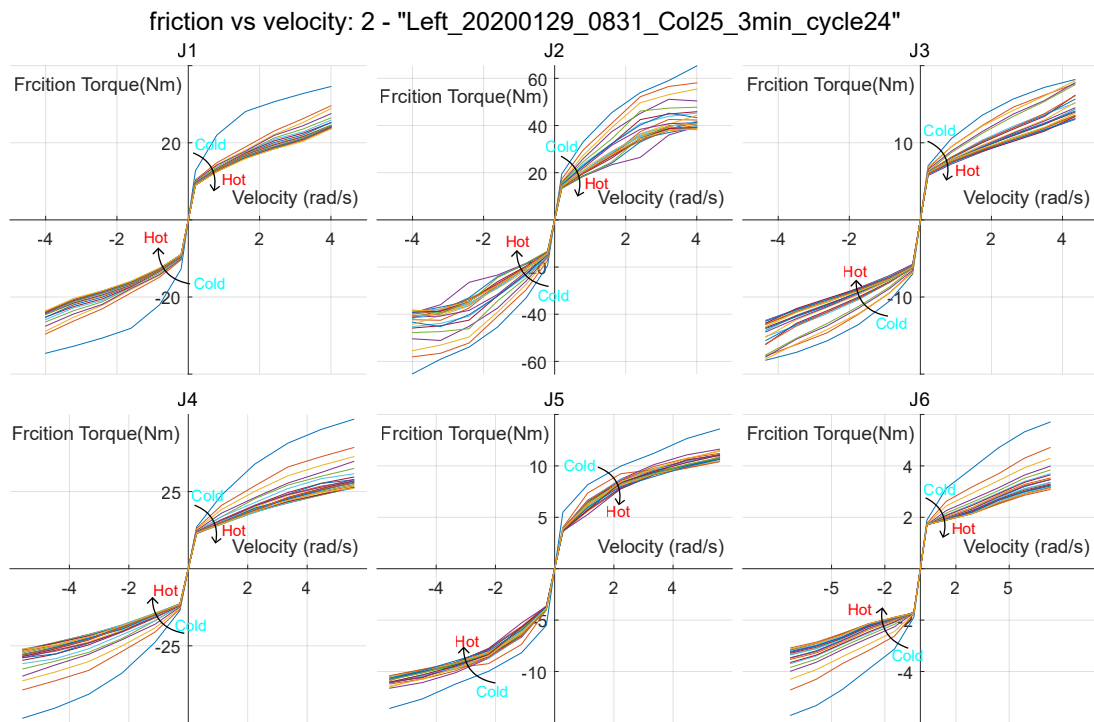 friction vs velocity: 2 - "Left_20200129_0831_Col25_3min_cycle24"
J1
Frcition Torque(Nm)
20
Cold
Hot
Velocity (rad/s)
-4 -2 2 4
Hot
Cold
-20
J2
60
Frcition Torque(Nm)
40
Cold
20
Hot
Velocity (rad/s)
-4 -2 2 4
Hot
-20
Cold
-40
-60
J3
Frcition Torque(Nm)
Cold
10
Hot
Velocity (rad/s)
-4 -2 2 4
Hot
-10
Cold
J4
Frcition Torque(Nm)
25
Cold
Hot
Velocity (rad/s)
-4 -2 2 4
Hot
Cold
-25
J5
Frcition Torque(Nm)
Cold
10
Hot
5
Velocity (rad/s)
-4 -2 2 4
-5
Hot
-10
Cold
J6
Frcition Torque(Nm)
4
Cold
2
Hot
Velocity (rad/s)
-5 -2 2 5
Hot
-2
Cold
-4